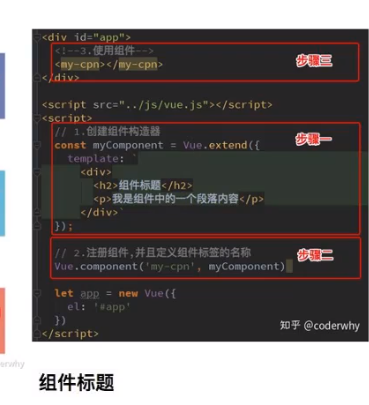 <div id="app">
<!--3.使用组件-->
<my-cpn></my-cpn>
步骤三
</div>
<script src="../js/vue.js"></script>
<script>
// 1.创建组件构造器
步骤一
const myComponent = Vue.extend({
template: `
<div>
<h2>组件标题</h2>
<p>我是组件中的一个段落内容</p>
</div>`
});
// 2.注册组件,并且定义组件标签的名称
步骤二
Vue.component('my-cpn', myComponent)
let app = new Vue({
el: '#app'
})
知乎 @coderwhy
</script>
组件标题